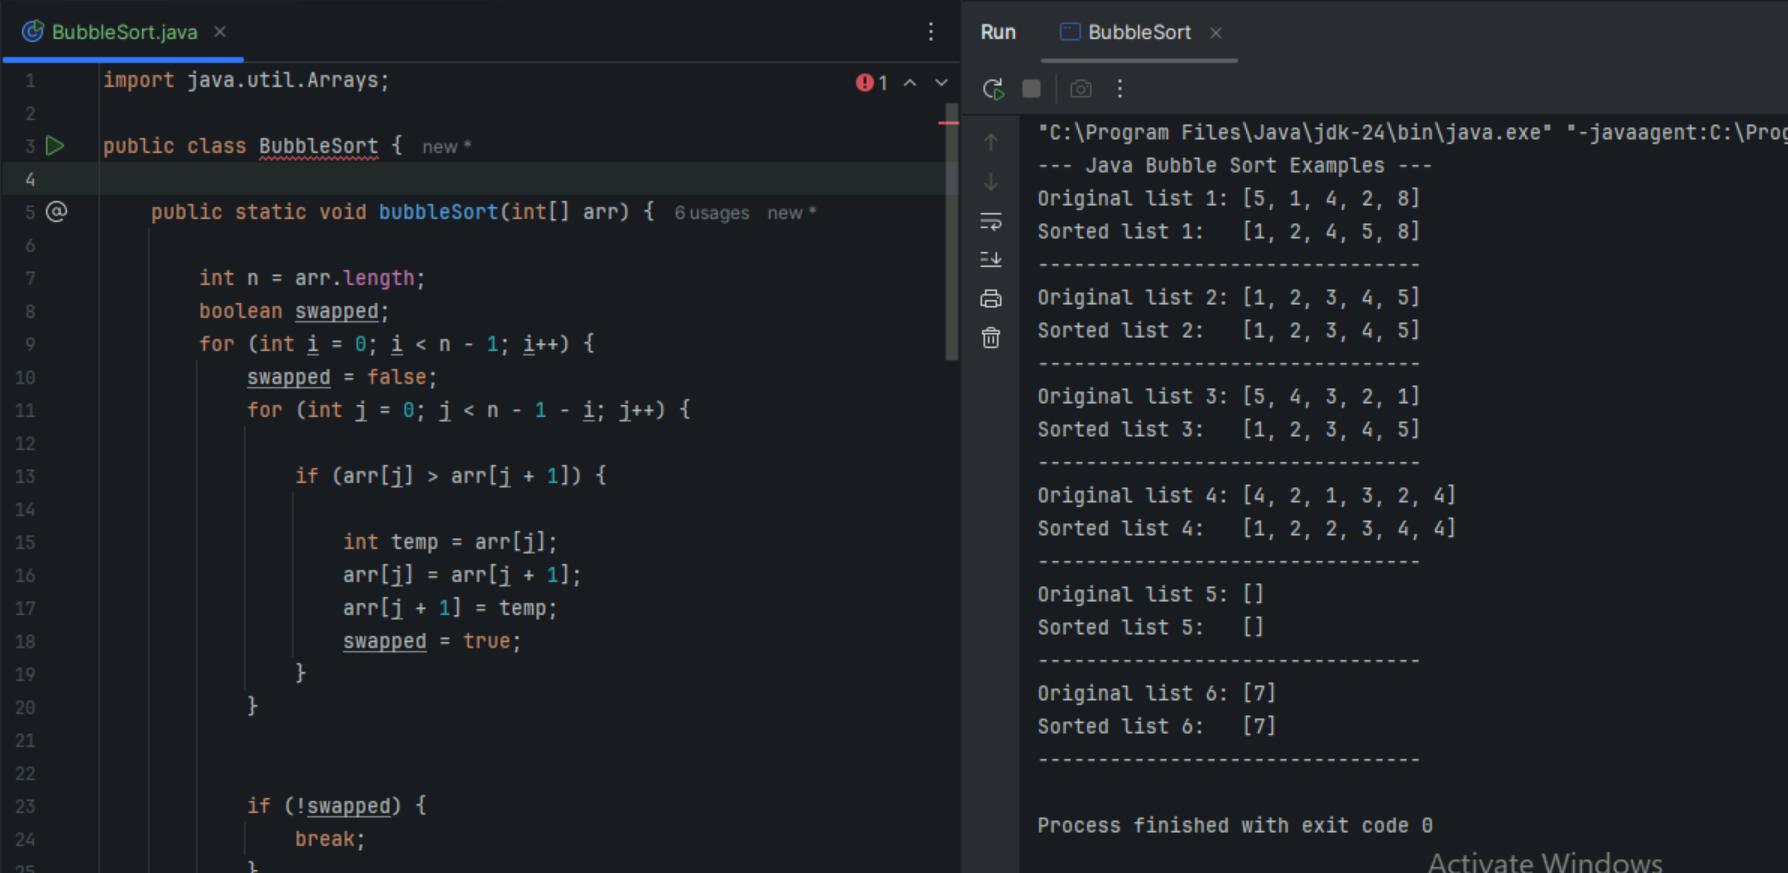 BubbleSort.java
1 import java.util.Arrays;
2
3 public class BubbleSort { new *
4
5 public static void bubbleSort(int[] arr) { 6 usages new *
6
7 int n = arr.length;
8 boolean swapped;
9 for (int i = 0; i < n - 1; i++) {
10 swapped = false;
11 for (int j = 0; j < n - 1 - i; j++) {
12
13 if (arr[j] > arr[j + 1]) {
14
15 int temp = arr[j];
16 arr[j] = arr[j + 1];
17 arr[j + 1] = temp;
18 swapped = true;
19 }
20 }
21
22
23 if (!swapped) {
24 break;
25 }
1
Run BubbleSort
"C:\Program Files\Java\jdk-24\bin\java.exe" "-javaagent:C:\Prog
--- Java Bubble Sort Examples ---
Original list 1: [5, 1, 4, 2, 8]
Sorted list 1: [1, 2, 4, 5, 8]
--------------------------------
Original list 2: [1, 2, 3, 4, 5]
Sorted list 2: [1, 2, 3, 4, 5]
--------------------------------
Original list 3: [5, 4, 3, 2, 1]
Sorted list 3: [1, 2, 3, 4, 5]
--------------------------------
Original list 4: [4, 2, 1, 3, 2, 4]
Sorted list 4: [1, 2, 2, 3, 4, 4]
--------------------------------
Original list 5: []
Sorted list 5: []
--------------------------------
Original list 6: [7]
Sorted list 6: [7]
--------------------------------
Process finished with exit code 0
Activate Windows